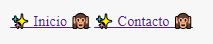 ✨ Inicio 🙉 ✨ Contacto 🙉